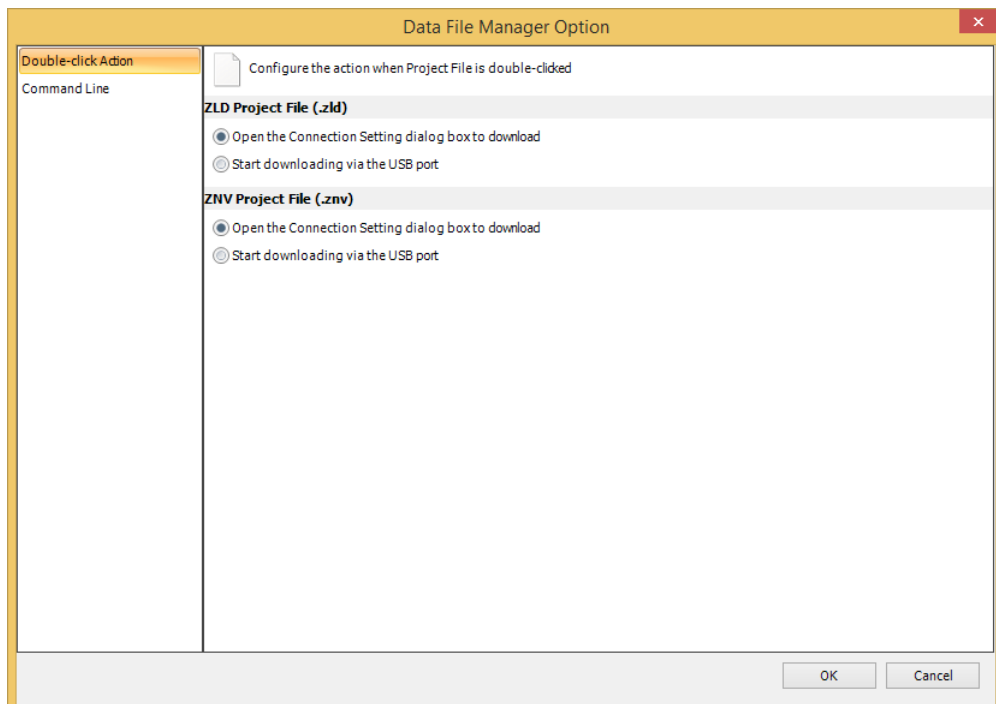 Data File Manager Option
Double-click Action
Command Line
Configure the action when Project File is double-clicked
ZLD Project File (.zld)
Open the Connection Setting dialog box to download
Start downloading via the USB port
ZNV Project File (.znv)
Open the Connection Setting dialog box to download
Start downloading via the USB port
OK
Cancel